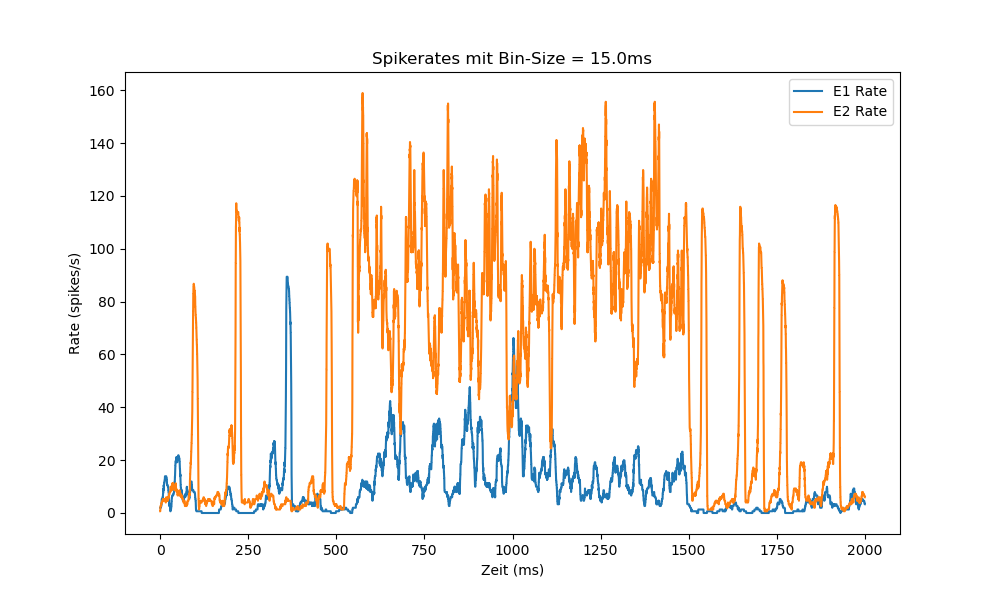 Spikerates mit Bin-Size = 15.0ms
E1 Rate
E2 Rate
160
140
120
100
80
60
40
20
0
Rate (spikes/s)
0 250 500 750 1000 1250 1500 1750 2000
Zeit (ms)